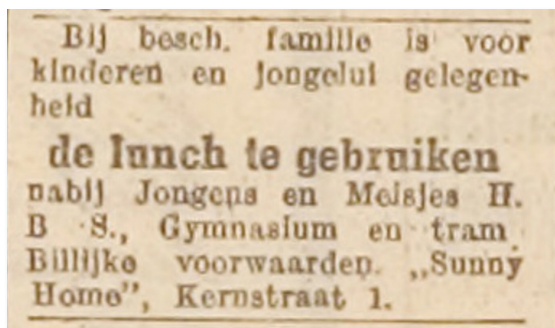 Bij besch. familie is voor
kinderen en jongelui gelegen-
heid
de lunch te gebruiken
nabij Jongens en Meisjes H.
B S., Gymnasium en tram.
Billijke voorwaarden. „Sunny
Home”, Kernstraat 1.